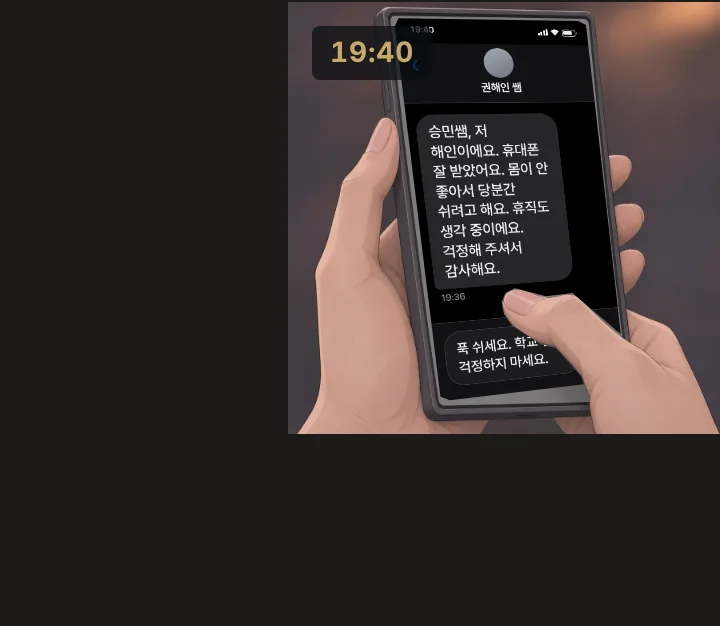 19:40
19:40
권해인 쌤
승민쌤, 저
해인이에요. 휴대폰
잘 받았어요. 몸이 안
좋아서 당분간
쉬려고 해요. 휴직도
생각 중이에요.
걱정해 주셔서
감사해요.
19:36
푹 쉬세요. 학교
걱정하지 마세요.